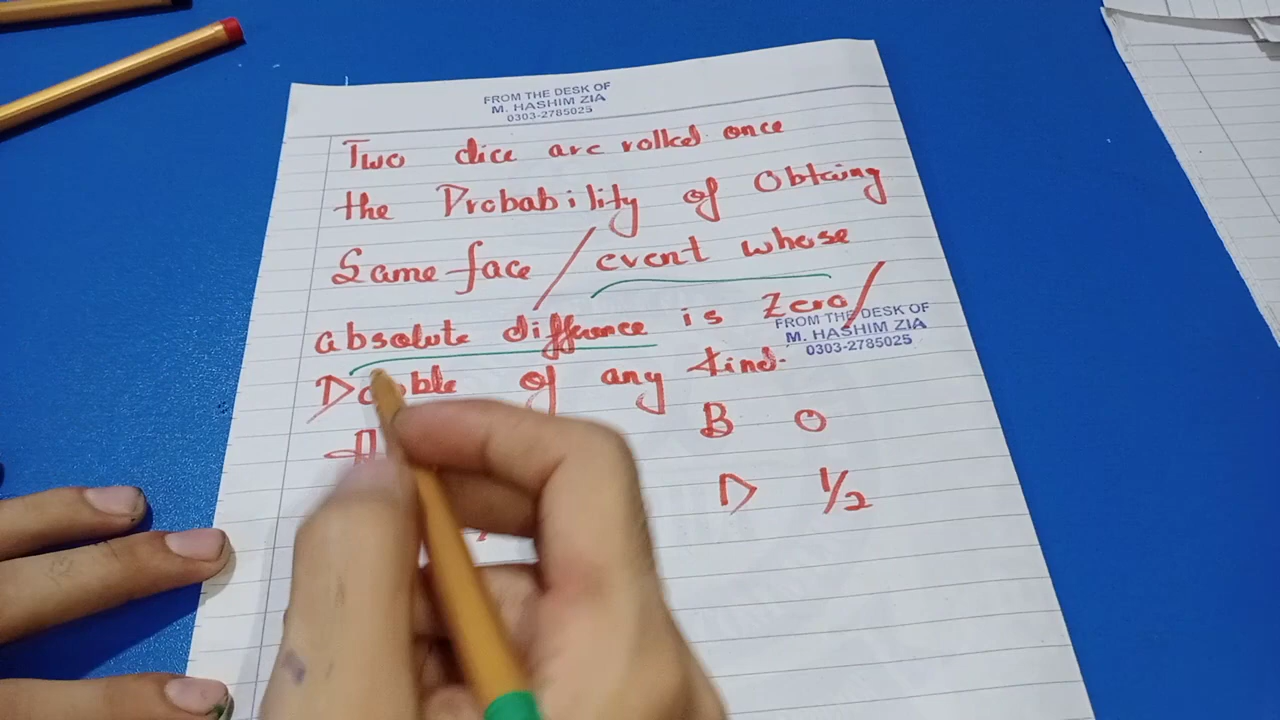 FROM THE DESK OF
M. HASHIM ZIA
0303-2785025
Two dice are rolled once
the Probability of Obtaing
Same face / event whose
absolute difference is Zero /
FROM THE DESK OF
M. HASHIM ZIA
0303-2785025
Double of any kind.
A
B 0
D 1/2